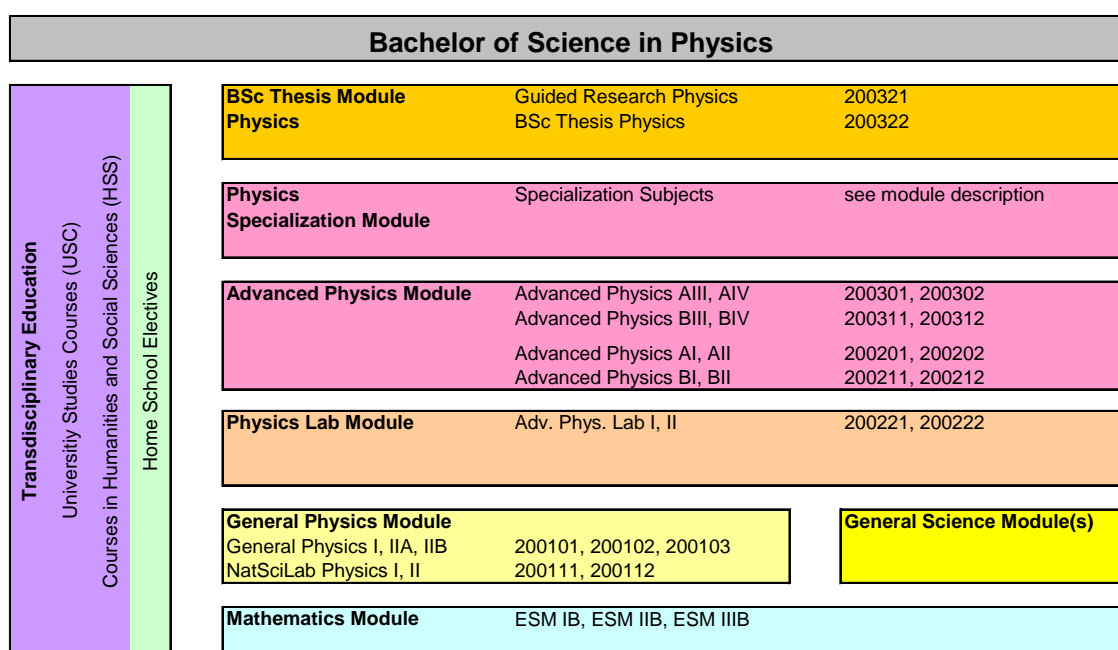 Bachelor of Science in Physics
Transdisciplinary Education
Universitiy Studies Courses (USC)
Courses in Humanities and Social Sciences (HSS)
Home School Electives
BSc Thesis Module Guided Research Physics 200321
Physics BSc Thesis Physics 200322
Physics Specialization Subjects see module description
Specialization Module
Advanced Physics Module Advanced Physics AIII, AIV 200301, 200302
Advanced Physics BIII, BIV 200311, 200312
Advanced Physics AI, AII 200201, 200202
Advanced Physics BI, BII 200211, 200212
Physics Lab Module Adv. Phys. Lab I, II 200221, 200222
General Physics Module General Science Module(s)
General Physics I, IIA, IIB 200101, 200102, 200103
NatSciLab Physics I, II 200111, 200112
Mathematics Module ESM IB, ESM IIB, ESM IIIB